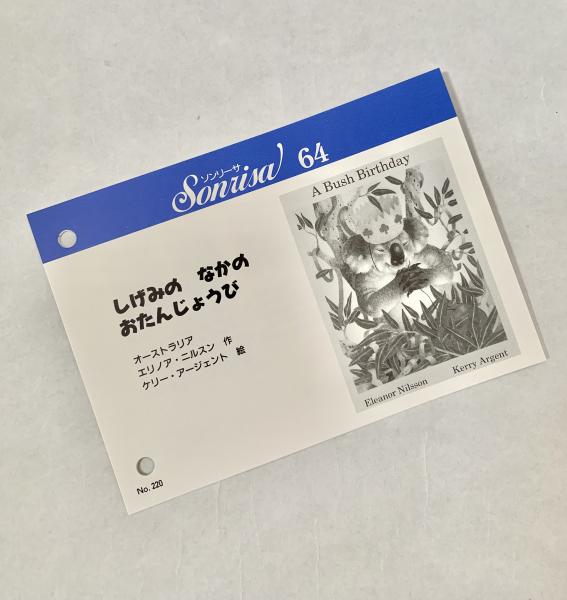 ソンリーサ
Sonrisa 64
A Bush Birthday
しげみの なかの
おたんじょうび
オーストラリア
エリノア・ニルスン 作
ケリー・アージェント 絵
Eleanor Nilsson
Kerry Argent
No. 220